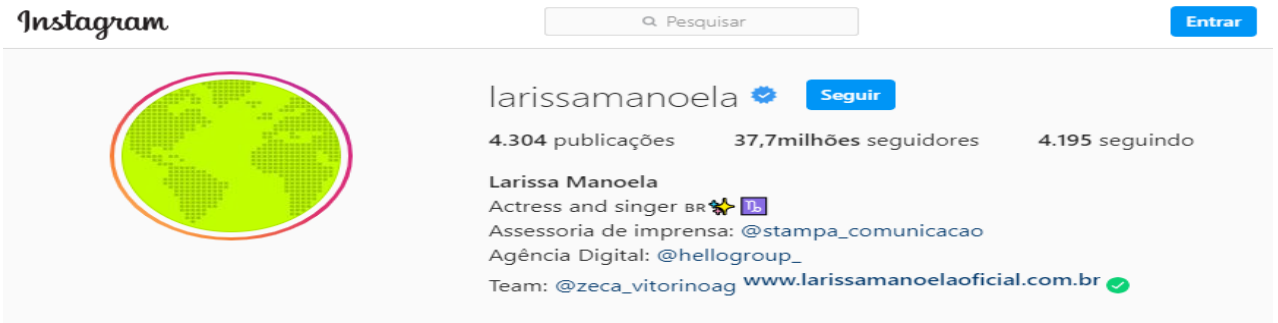 Instagram
Pesquisar
Entrar
larissamanoela
Seguir
4.304 publicações 37,7milhões seguidores 4.195 seguindo
Larissa Manoela
Actress and singer BR✨ ♑
Assessoria de imprensa: @stampa_comunicacao
Agência Digital: @hellogroup_
Team: @zeca_vitorinoag www.larissamanoelaoficial.com.br